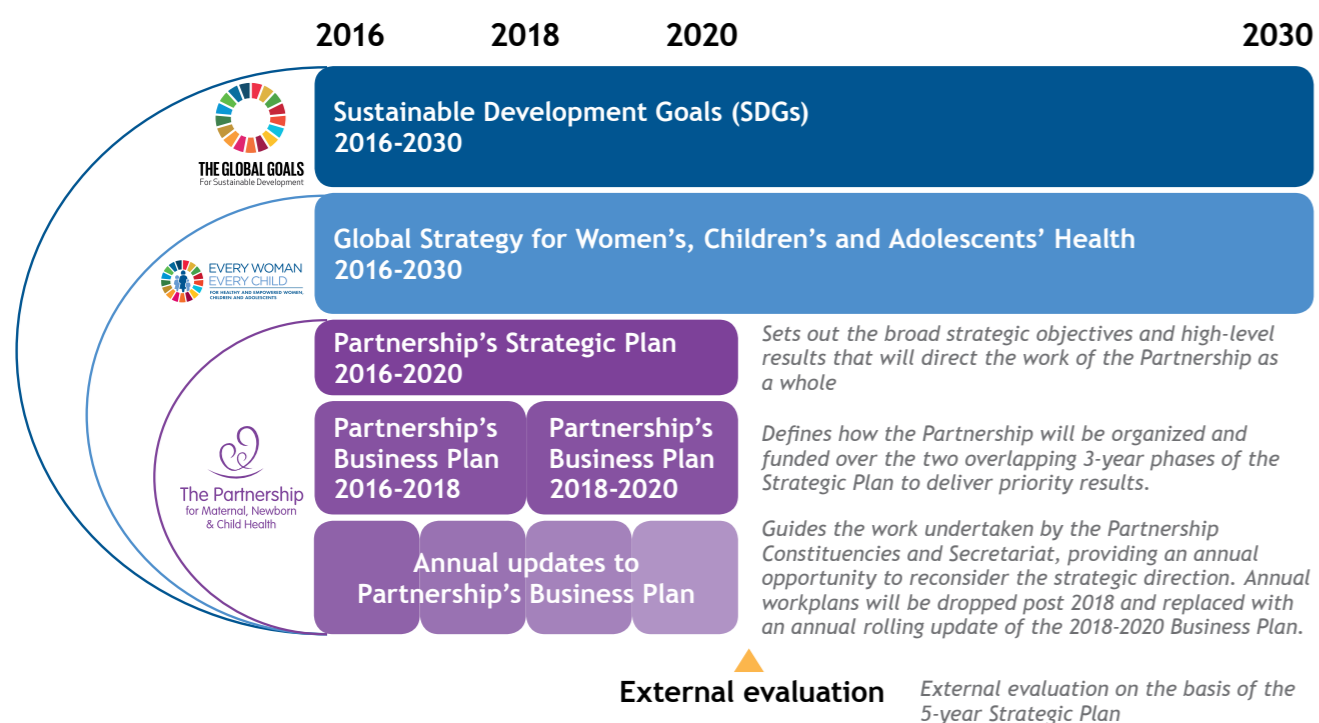 2016 2018 2020 2030
Sustainable Development Goals (SDGs)
2016-2030
THE GLOBAL GOALS
For Sustainable Development
Global Strategy for Women’s, Children’s and Adolescents’ Health
2016-2030
EVERY WOMAN
EVERY CHILD
FOR HEALTHY AND EMPOWERED WOMEN,
CHILDREN AND ADOLESCENTS
Partnership’s Strategic Plan
2016-2020
Sets out the broad strategic objectives and high-level
results that will direct the work of the Partnership as
a whole
The Partnership
for Maternal, Newborn
& Child Health
Partnership’s
Business Plan
2016-2018
Partnership’s
Business Plan
2018-2020
Defines how the Partnership will be organized and
funded over the two overlapping 3-year phases of the
Strategic Plan to deliver priority results.
Annual updates to
Partnership’s Business Plan
Guides the work undertaken by the Partnership
Constituencies and Secretariat, providing an annual
opportunity to reconsider the strategic direction. Annual
workplans will be dropped post 2018 and replaced with
an annual rolling update of the 2018-2020 Business Plan.
External evaluation
External evaluation on the basis of the
5-year Strategic Plan